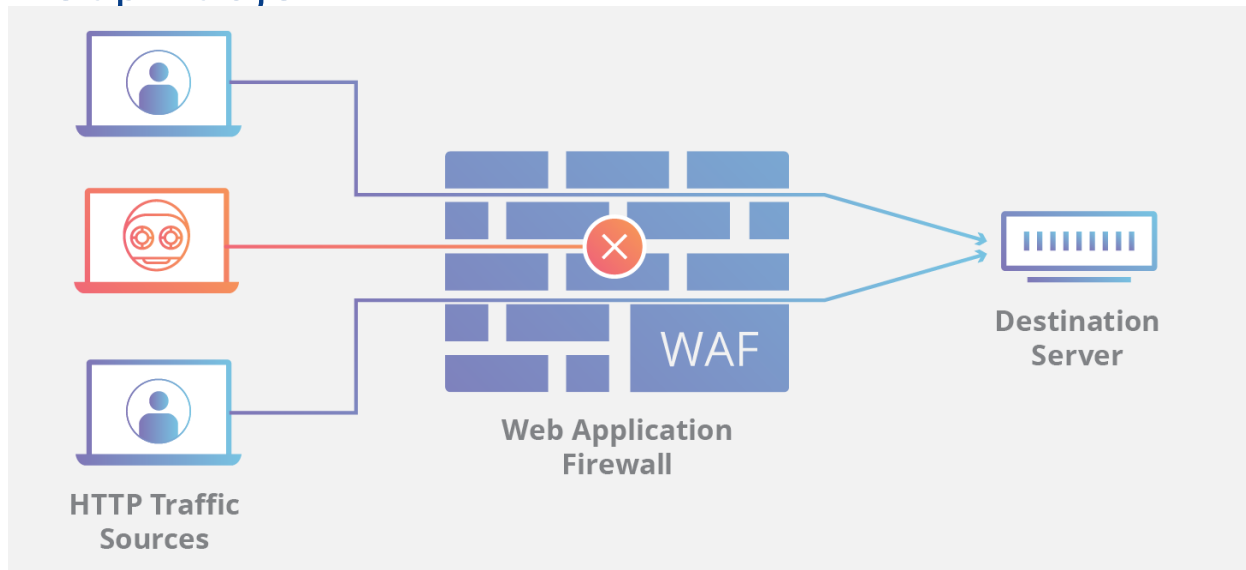 WAF
Web Application
Firewall
HTTP Traffic
Sources
Destination
Server